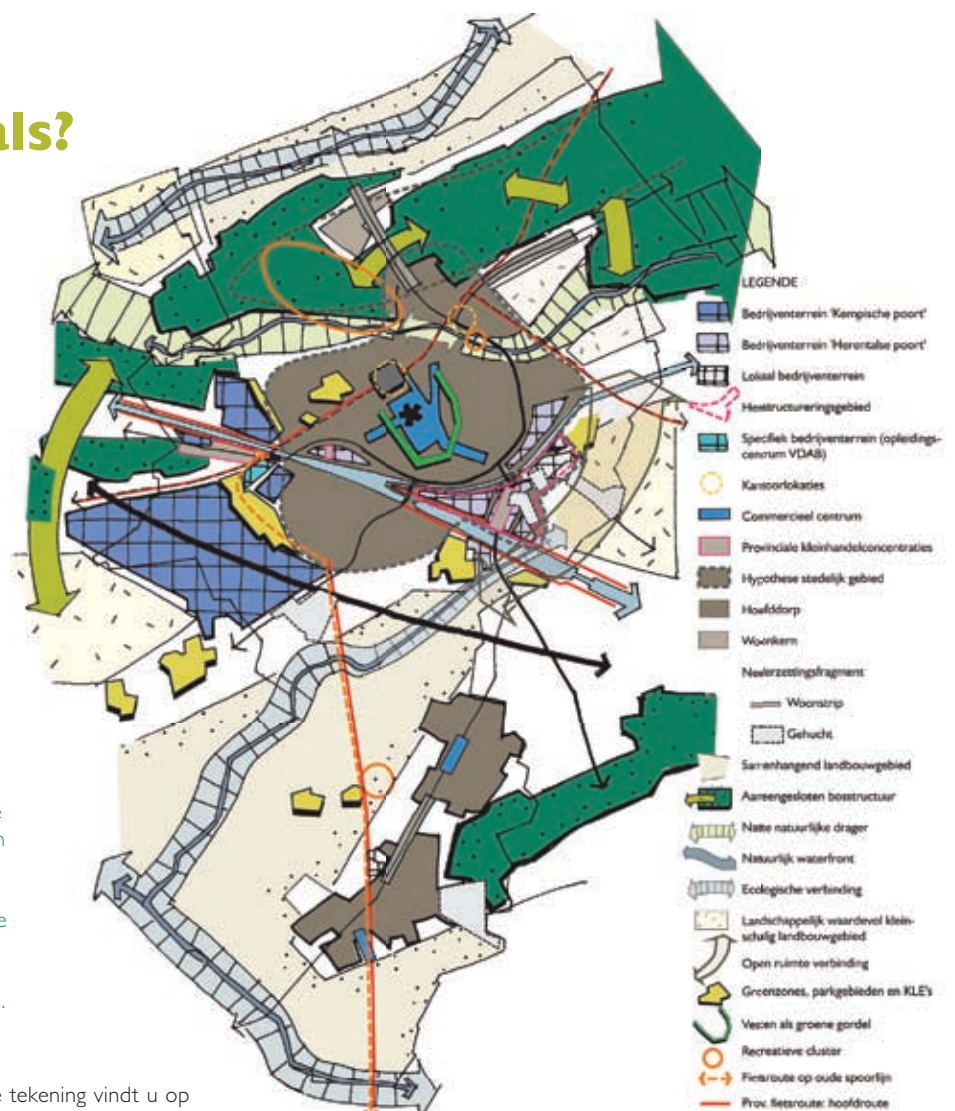 als?
LEGENDE
Bedrijventerrein 'Kempische poort'
Bedrijventerrein 'Herentalse poort'
Lokaal bedrijventerrein
Herstructureringsgebied
Specifiek bedrijventerrein (opleidings-
centrum VDAB)
Kantoorlokaties
Commercieel centrum
Provinciale kleinhandelconcentraties
Hypothese stedelijk gebied
Hoofddorp
Woonkern
Nederzettingsfragment
Woonstrip
Gehucht
Samenhangend landbouwgebied
Aaneengesloten bosstructuur
Natte natuurlijke drager
Natuurlijk waterfront
Ecologische verbinding
Landschappelijk waardevol klein-
schalig landbouwgebied
Open ruimte verbinding
Groenzones, parkgebieden en KLE's
Vesten als groene gordel
Recreatieve cluster
Fietsroute op oude spoorlijn
Prov. fietsroute: hoofdroute
tekening vindt u op